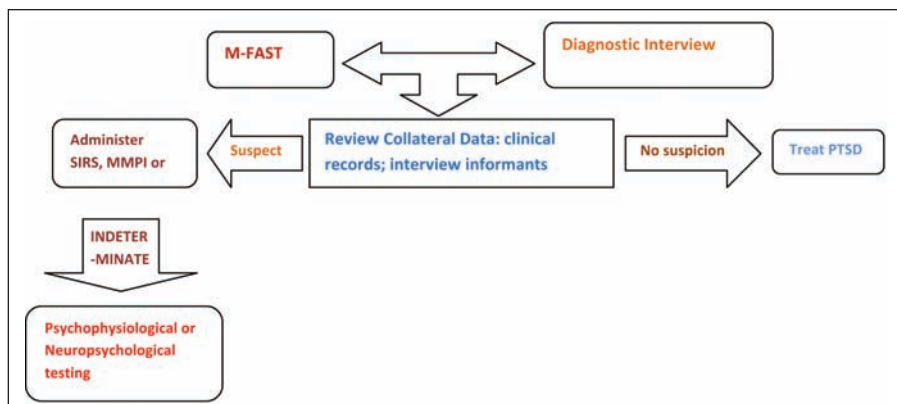 M-FAST
Diagnostic Interview
Review Collateral Data: clinical
records; interview informants
Administer
SIRS, MMPI or
Suspect
No suspicion
Treat PTSD
INDETER
-MINATE
Psychophysiological or
Neuropsychological
testing